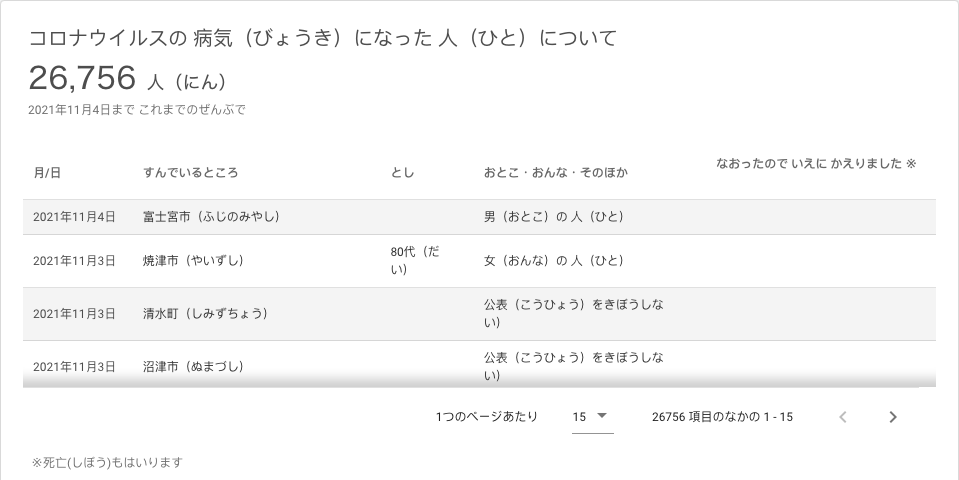 コロナウイルスの 病気（びょうき）になった 人（ひと）について
26,756 人（にん）
2021年11月4日まで これまでのぜんぶで
月/日 すんでいるところ とし おとこ・おんな・そのほか なおったので いえに かえりました ※
2021年11月4日 富士宮市（ふじのみやし） 男（おとこ）の 人（ひと）
2021年11月3日 焼津市（やいずし） 80代（だ
い） 女（おんな）の 人（ひと）
2021年11月3日 清水町（しみずちょう） 公表（こうひょう）をきぼうしな
い）
2021年11月3日 沼津市（ぬまづし） 公表（こうひょう）をきぼうしな
い）
1つのページあたり 15 26756 項目のなかの 1 - 15
※死亡(しぼう)もはいります